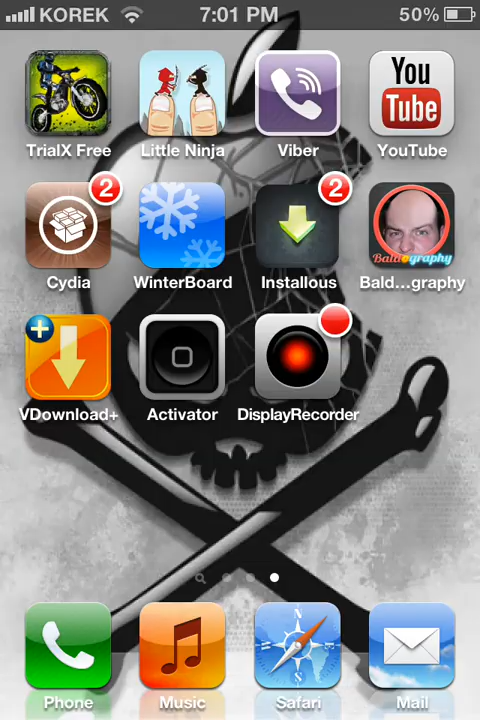 KOREK 7:01 PM 50%
You
Tube
TrialX Free Little Ninja Viber YouTube
2 2
Baldography
Cydia WinterBoard Installous Bald...graphy
VDownload+ Activator DisplayRecorder
N
Phone Music Safari Mail